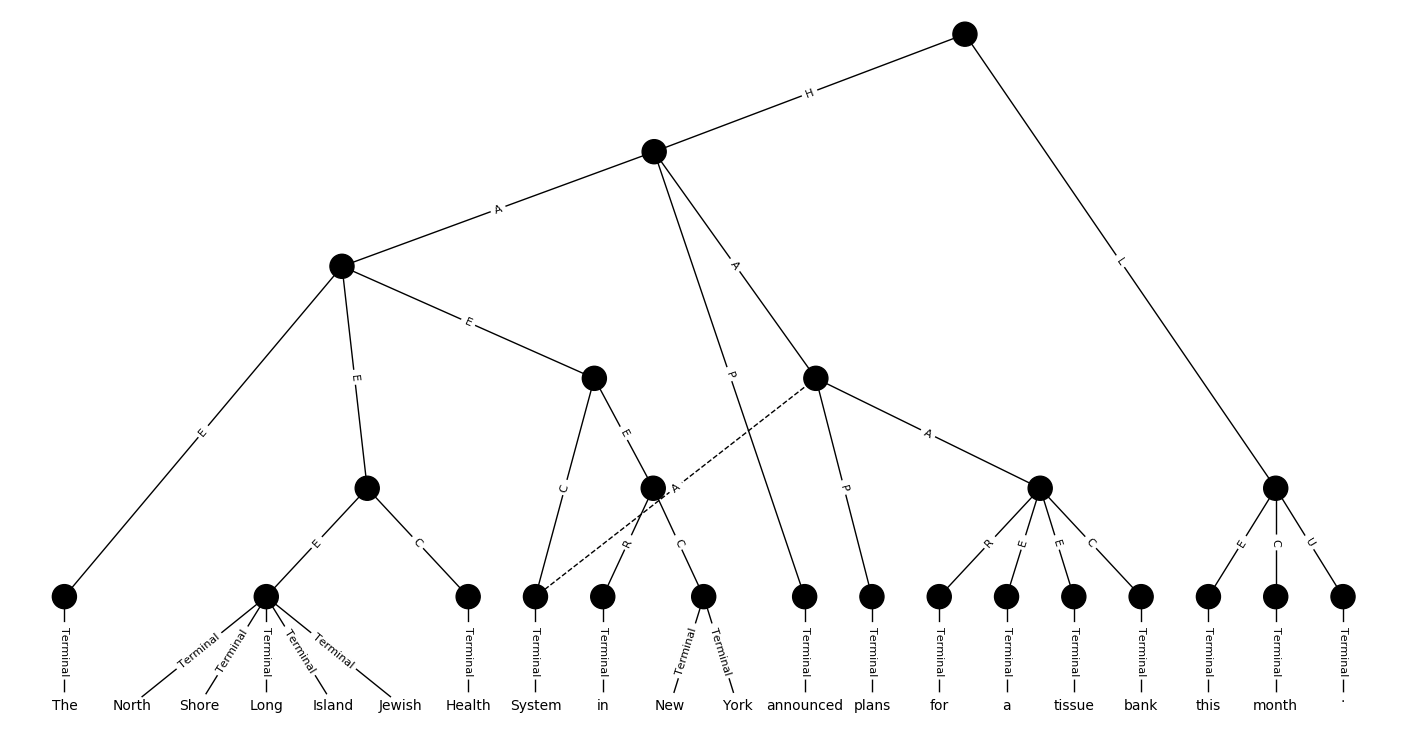 H
A
A
L
E
E
E
P
C
E
A
P
A
E
C
R
C
R
E
E
C
E
C
U
Terminal Terminal Terminal Terminal Terminal Terminal Terminal Terminal Terminal Terminal Terminal Terminal Terminal Terminal Terminal Terminal Terminal Terminal Terminal Terminal
The North Shore Long Island Jewish Health System in New York announced plans for a tissue bank this month .